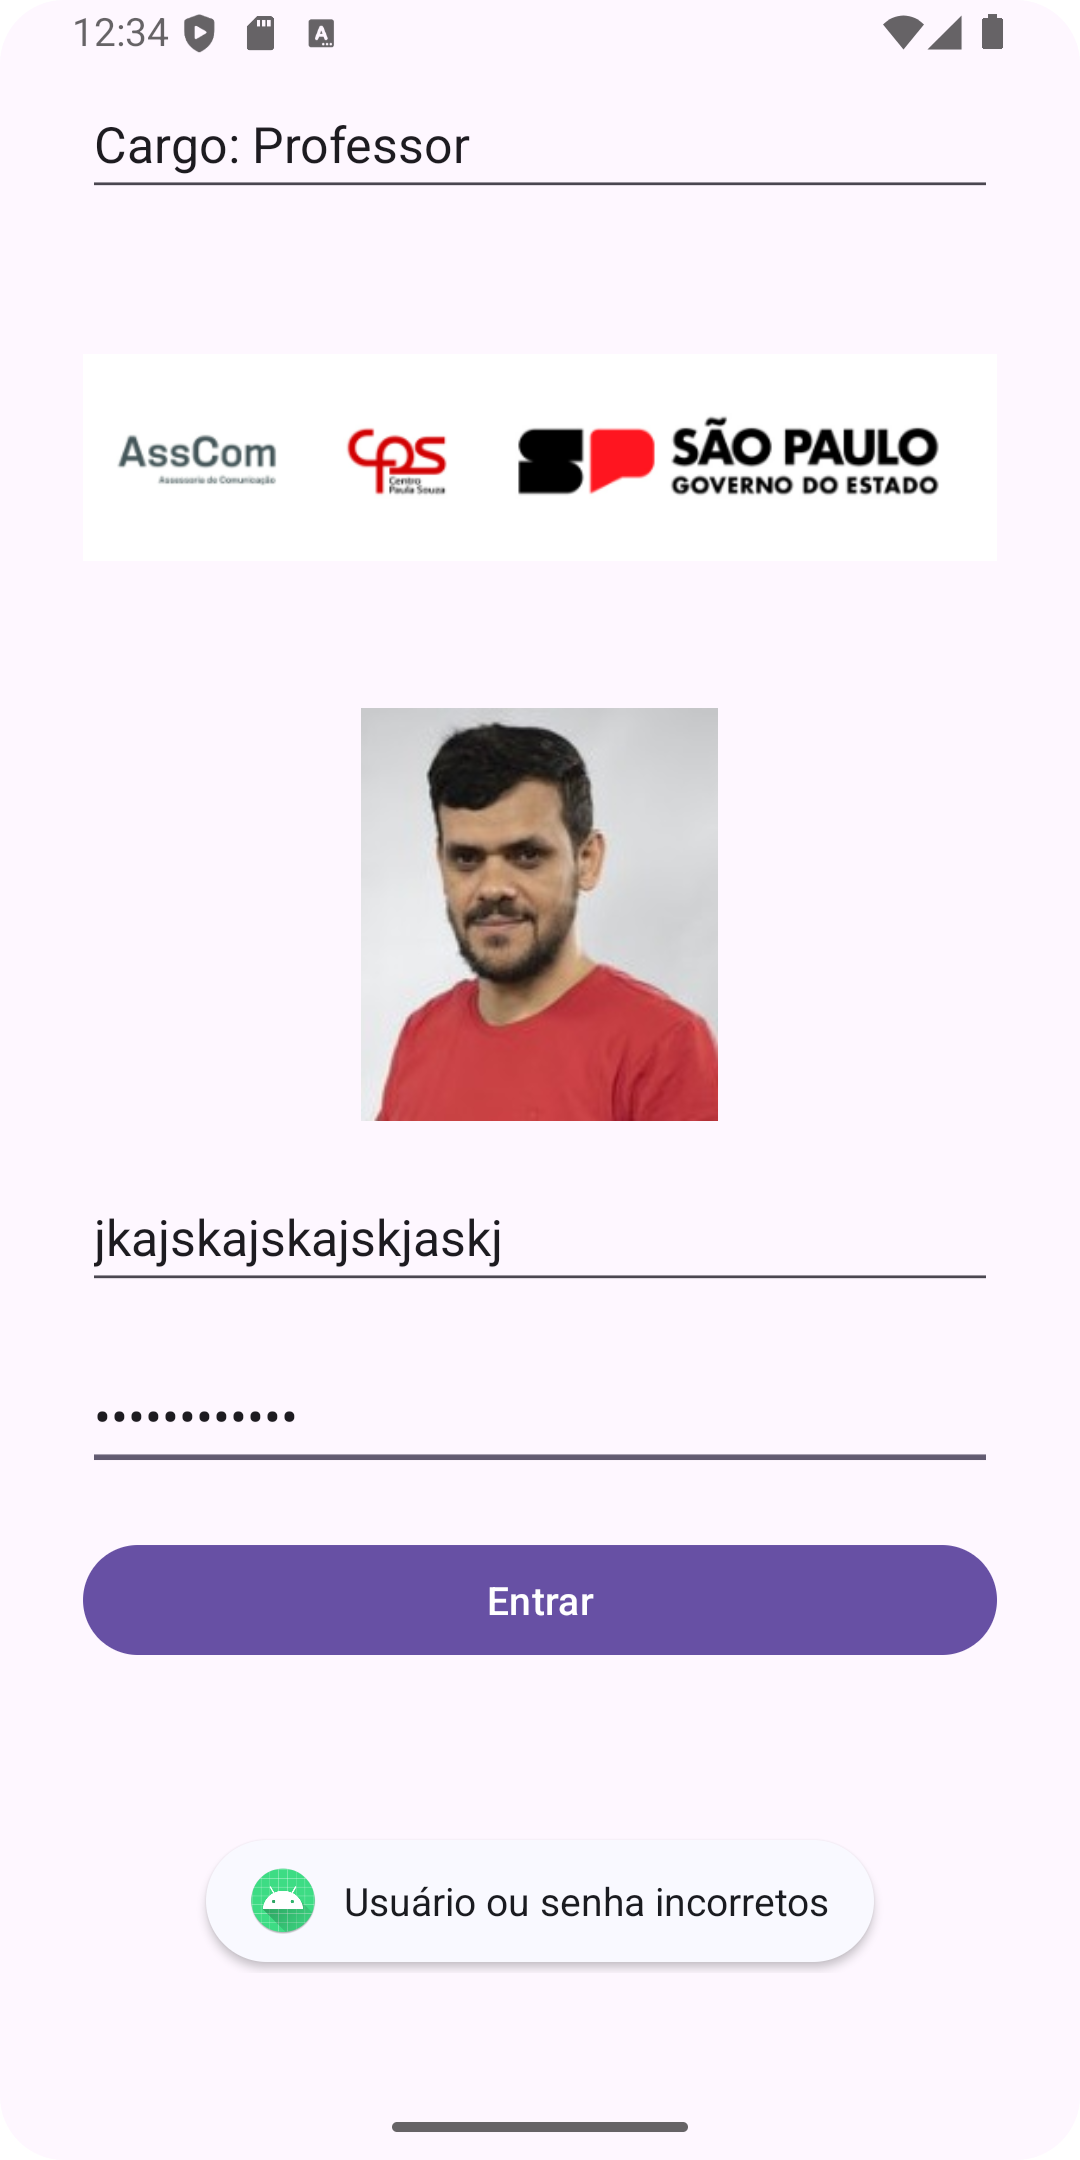 12:34
Cargo: Professor
AssCom
Assessoria de Comunicação
cps
Centro
Paula Souza
SP
SÃO PAULO
GOVERNO DO ESTADO
jkajskajskajskjaskj
••••••••••••
Entrar
Usuário ou senha incorretos